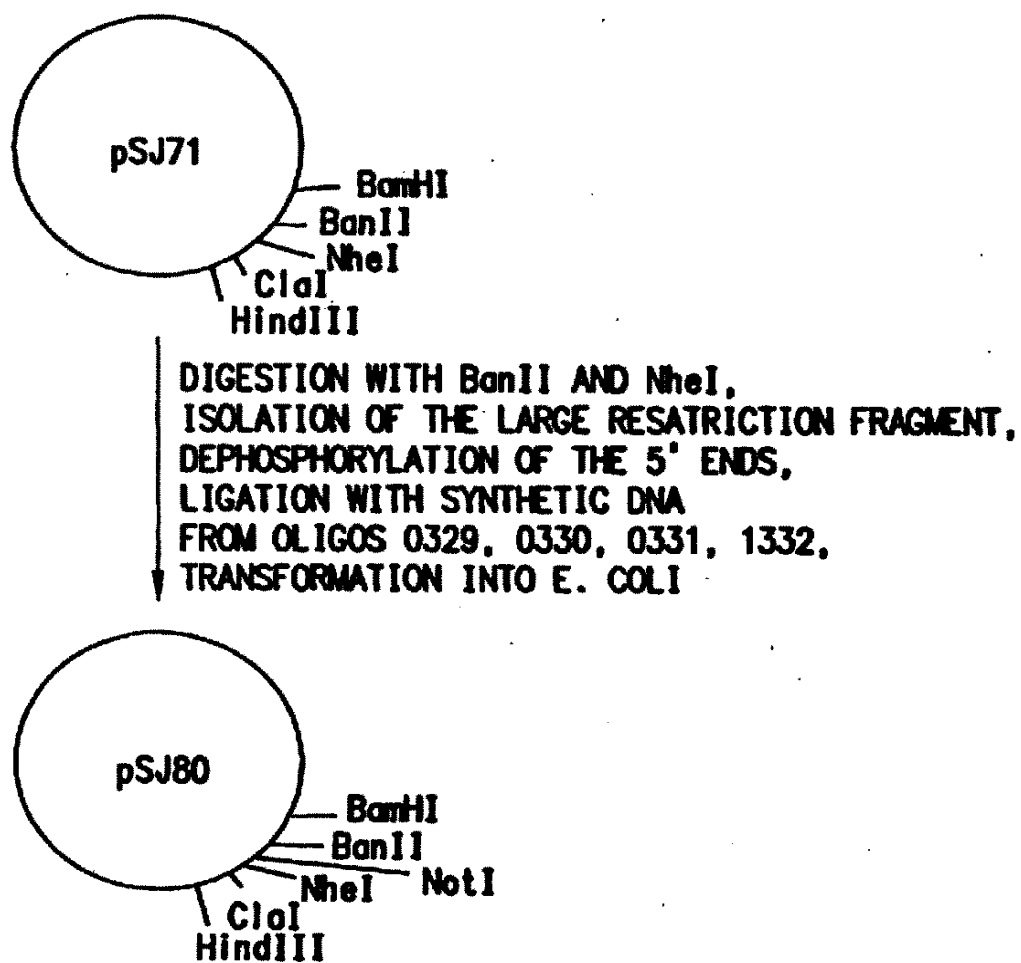 pSJ71
BamHI
BanII
NheI
ClaI
HindIII
DIGESTION WITH BanII AND NheI,
ISOLATION OF THE LARGE RESATRICTION FRAGMENT,
DEPHOSPHORYLATION OF THE 5' ENDS,
LIGATION WITH SYNTHETIC DNA
FROM OLIGOS 0329, 0330, 0331, 1332,
TRANSFORMATION INTO E. COLI
pSJ80
BamHI
BanII
NotI
NheI
ClaI
HindIII